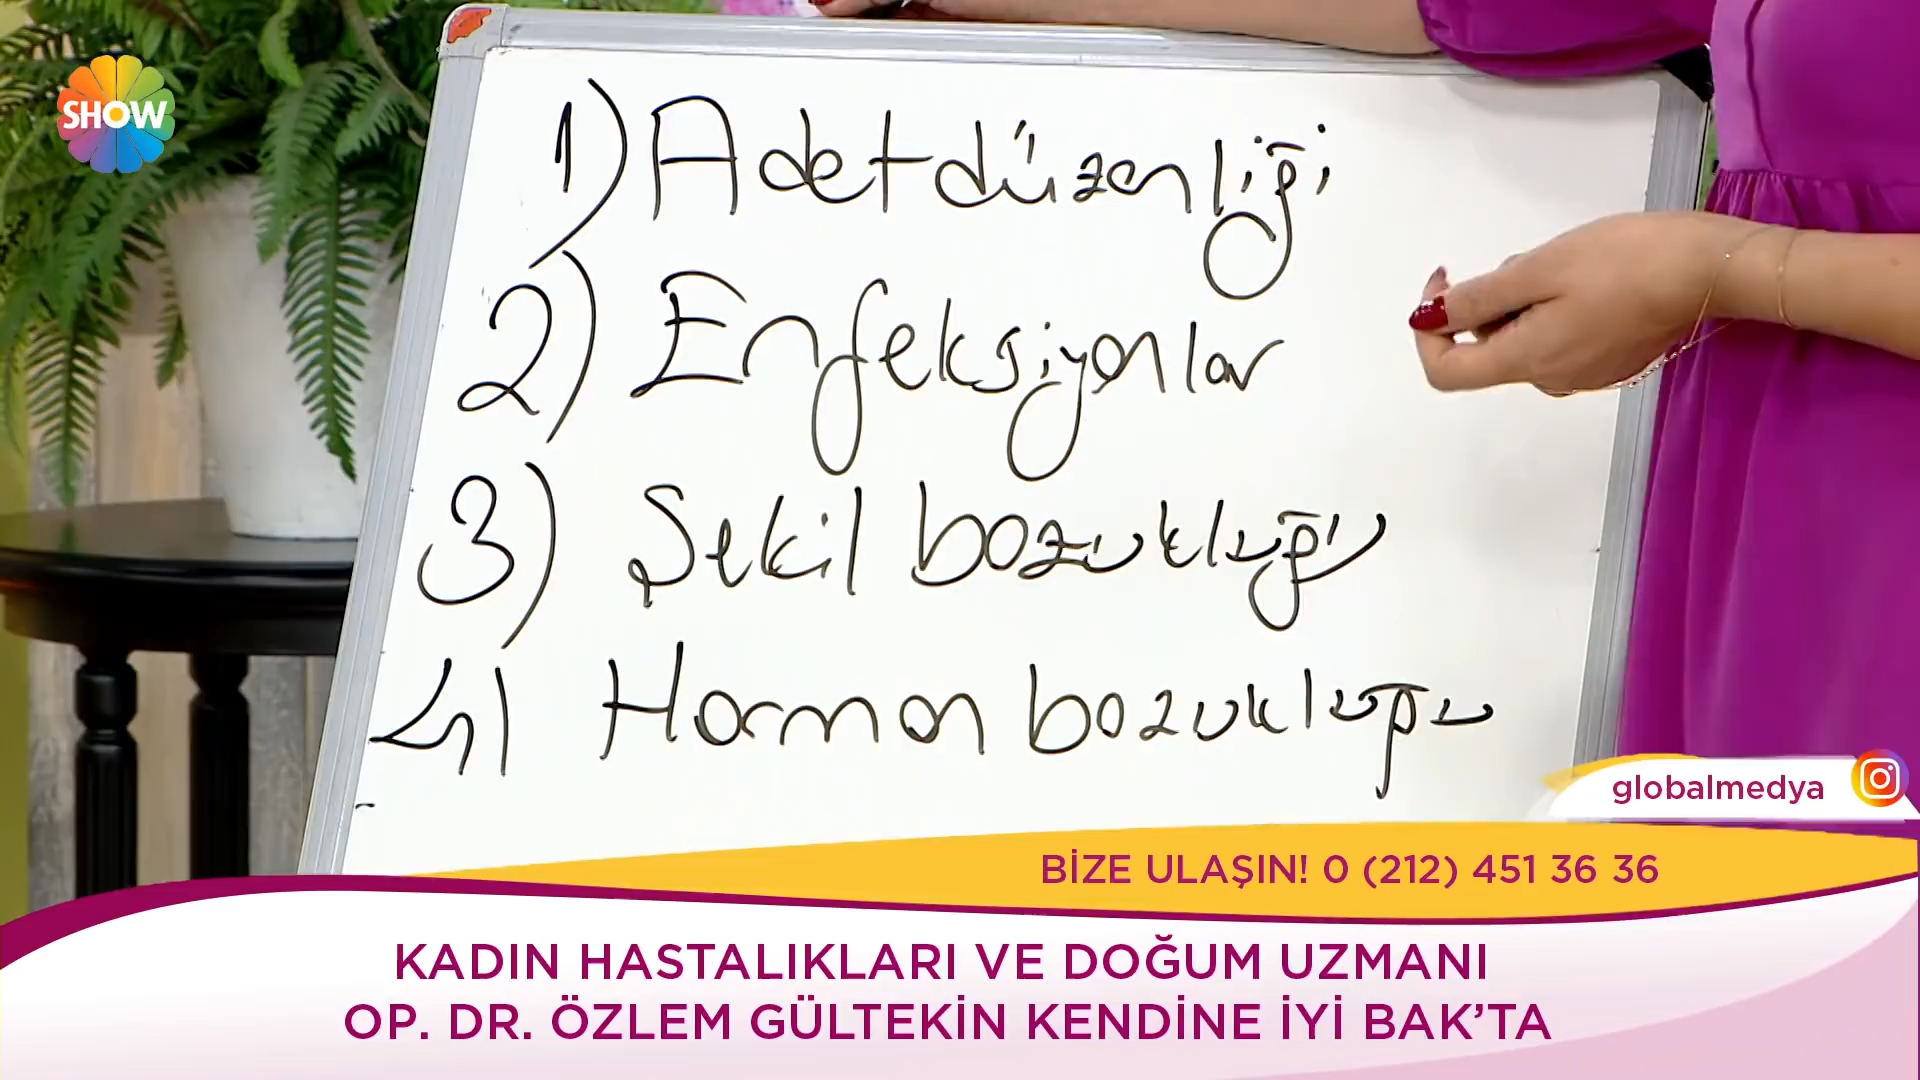 SHOW
1) Adet düzenliği
2) Enfeksiyonlar
3) Şekil bozukluğu
4) Hormon bozukluğu
globalmedya
BİZE ULAŞIN! 0 (212) 451 36 36
KADIN HASTALIKLARI VE DOĞUM UZMANI
OP. DR. ÖZLEM GÜLTEKİN KENDİNE İYİ BAK'TA